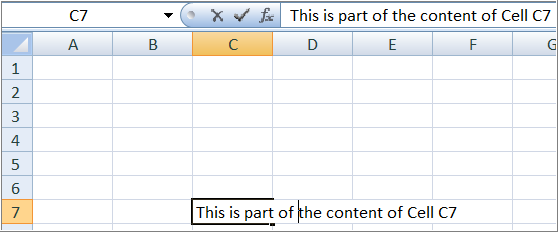 C7 fx This is part of the content of Cell C7
A B C D E F G
1
2
3
4
5
6
7 This is part of the content of Cell C7